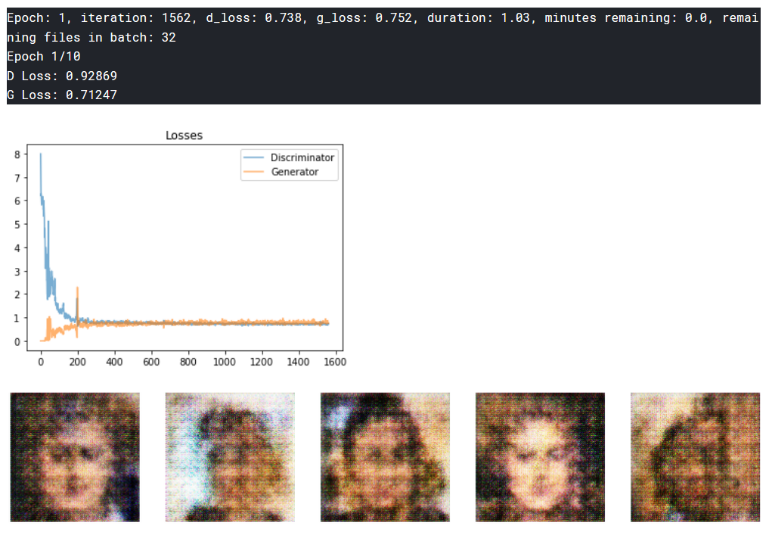 Epoch: 1, iteration: 1562, d_loss: 0.738, g_loss: 0.752, duration: 1.03, minutes remaining: 0.0, remai
ning files in batch: 32
Epoch 1/10
D Loss: 0.92869
G Loss: 0.71247
Losses
Discriminator
Generator
8
7
6
5
4
3
2
1
0
0 200 400 600 800 1000 1200 1400 1600